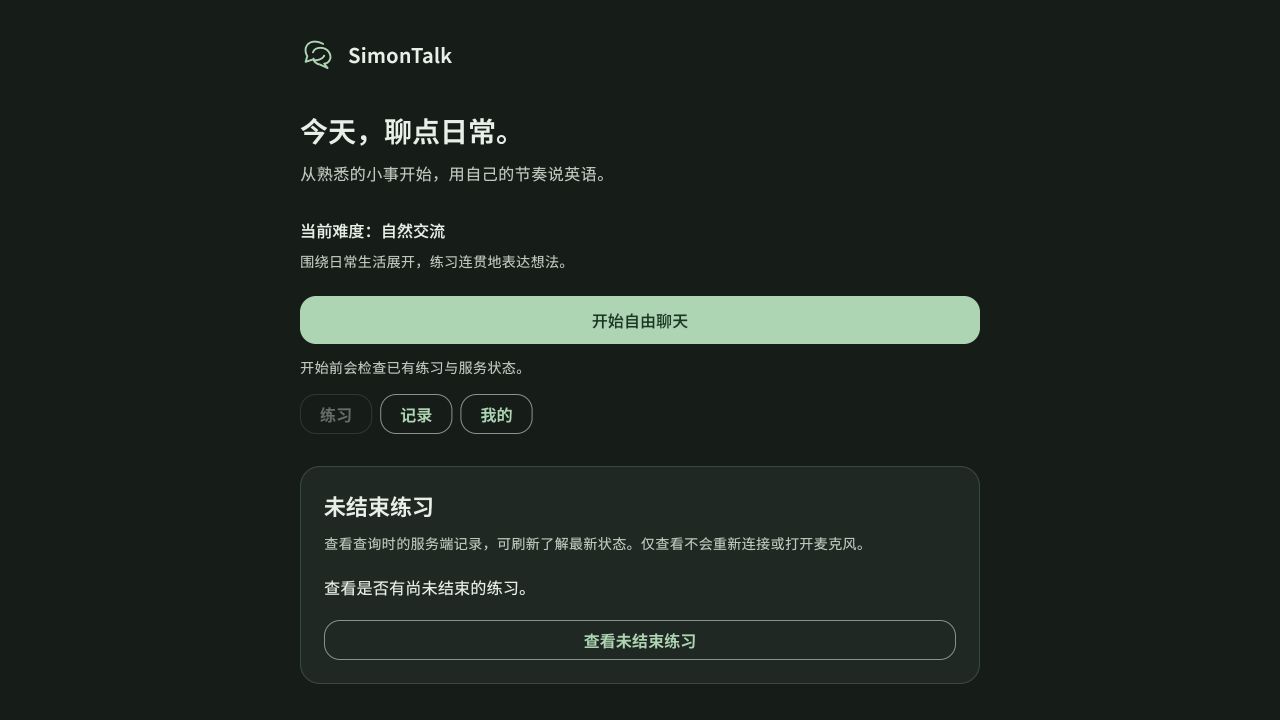 SimonTalk
今天，聊点日常。
从熟悉的小事开始，用自己的节奏说英语。
当前难度：自然交流
围绕日常生活展开，练习连贯地表达想法。
开始自由聊天
开始前会检查已有练习与服务状态。
练习 记录 我的
未结束练习
查看查询时的服务端记录，可刷新了解最新状态。仅查看不会重新连接或打开麦克风。
查看是否有尚未结束的练习。
查看未结束练习